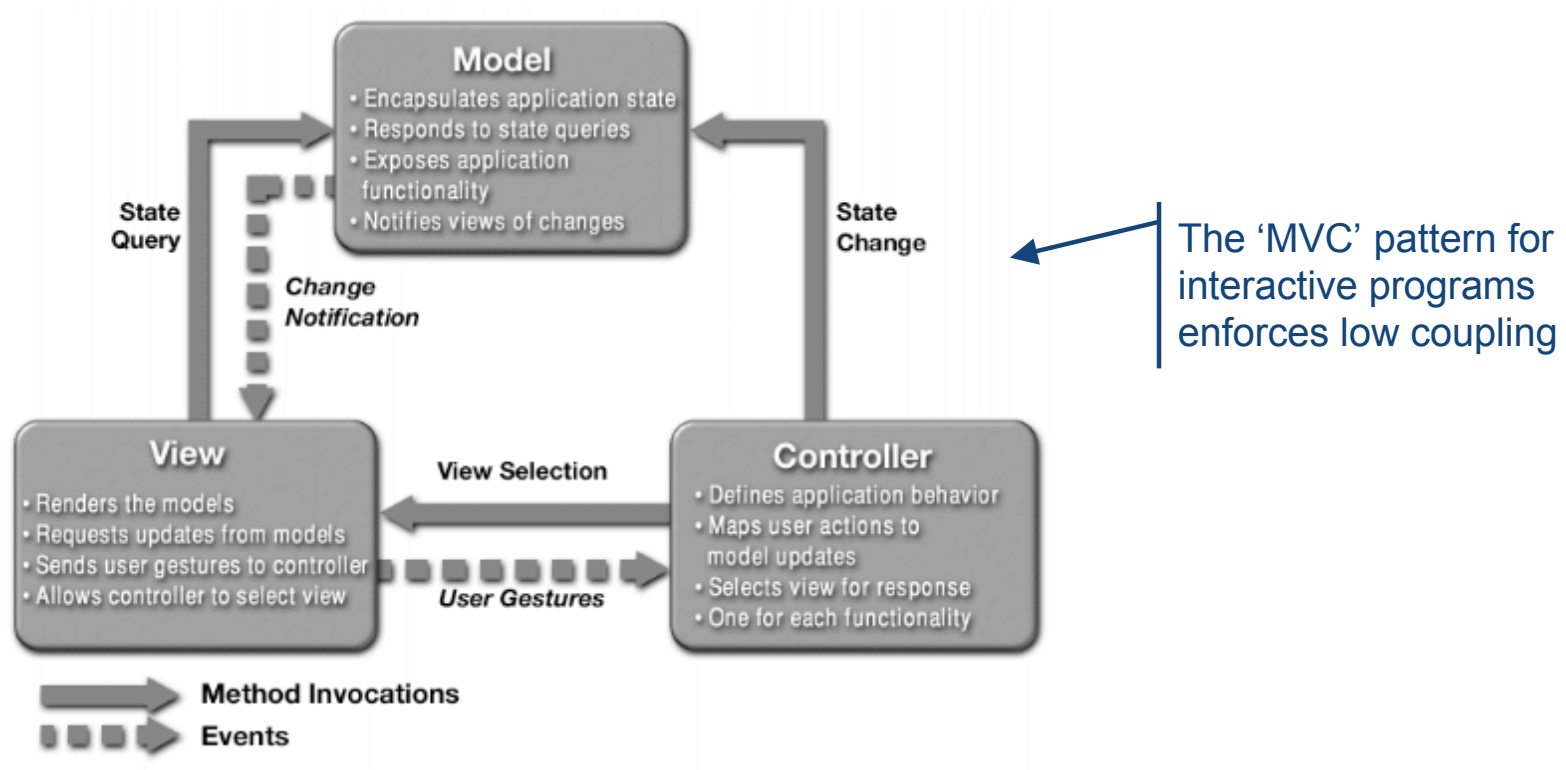 Model
• Encapsulates application state
• Responds to state queries
• Exposes application
functionality
• Notifies views of changes
State
Query
Change
Notification
State
Change
The ‘MVC’ pattern for
interactive programs
enforces low coupling
View
• Renders the models
• Requests updates from models
• Sends user gestures to controller
• Allows controller to select view
View Selection
User Gestures
Controller
• Defines application behavior
• Maps user actions to
model updates
• Selects view for response
• One for each functionality
Method Invocations
Events